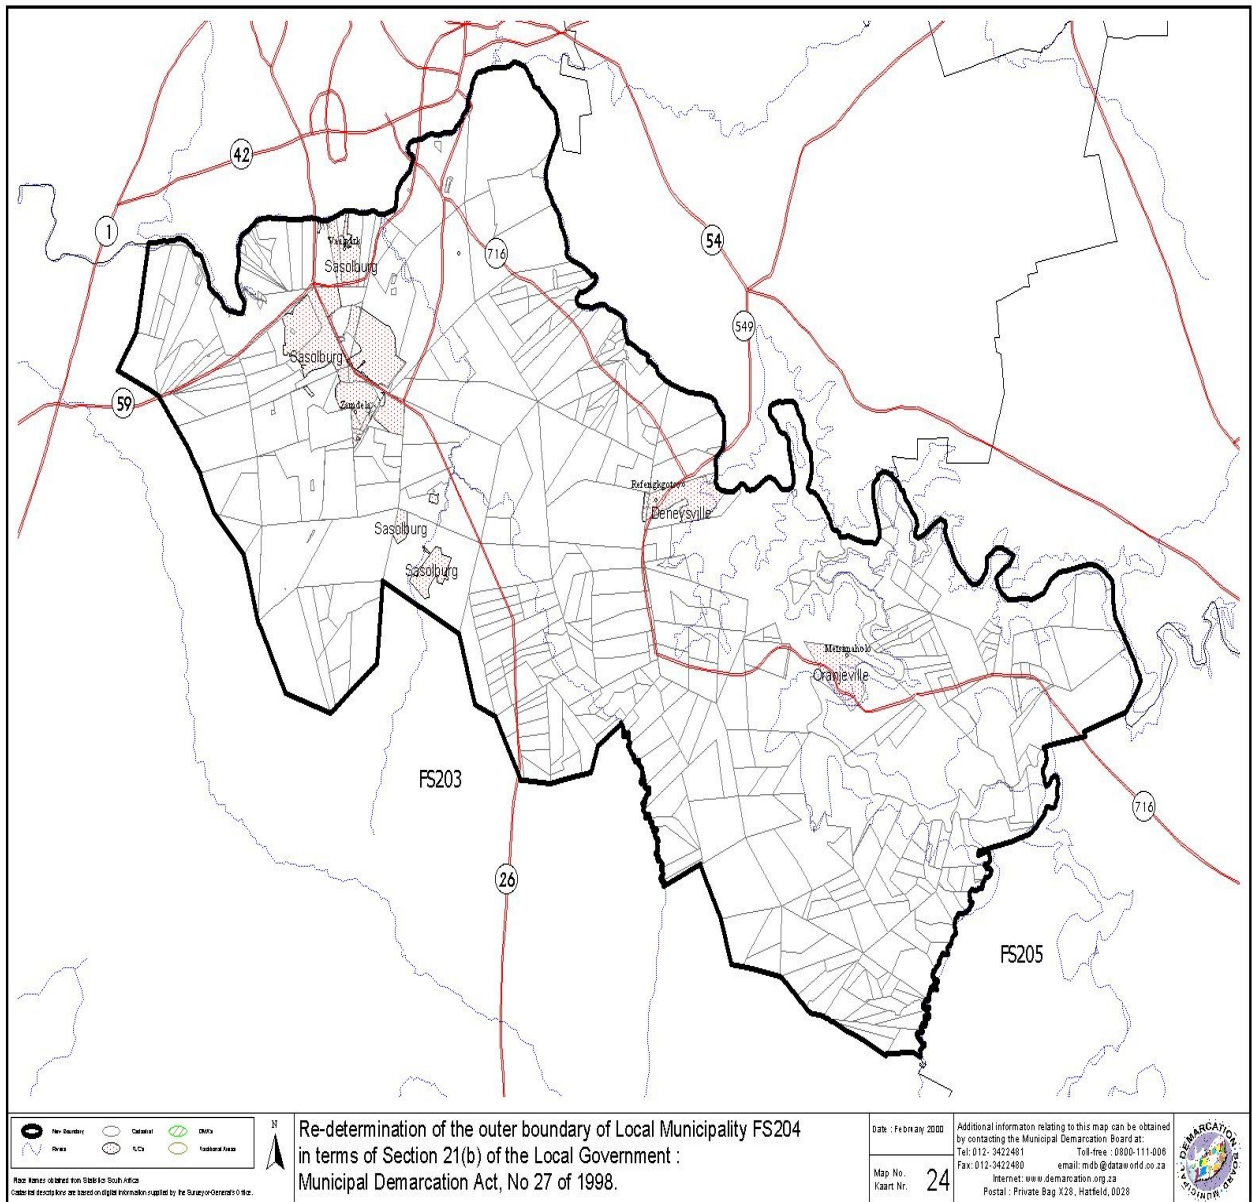 42
1
54
716
Vaalpark
Sasolburg
549
Sasolburg
59
Zamdela
Refengkgotso
Deneysville
Sasolburg
Sasolburg
Metsimaholo
Oranjeville
FS203
716
26
FS205
N
New Boundary
Cadastral
DMA's
Rivers
TLC's
Traditional Areas
Place Names obtained from Statistics South Africa
Cadastral descriptions are based on digital information supplied by the Surveyor-General's Office.
Re-determination of the outer boundary of Local Municipality FS204
in terms of Section 21(b) of the Local Government :
Municipal Demarcation Act, No 27 of 1998.
Date : February 2000
Map No.
Kaart Nr.
24
Additional information relating to this map can be obtained
by contacting the Municipal Demarcation Board at:
Tel: 012- 3422481 Toll-free : 0800-111-006
Fax: 012-3422480 email: mdb@dataworld.co.za
Internet: www.demarcation.org.za
Postal : Private Bag X28, Hatfield, 0028
MUNICIPAL DEMARCATION BOARD